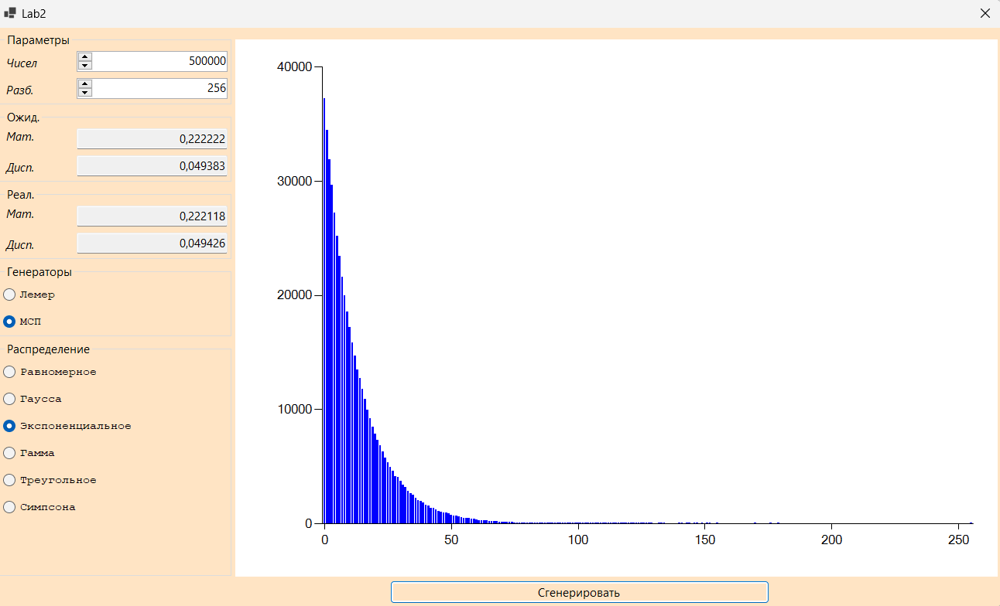 Lab2
Параметры
Чисел 500000
Разб. 256
Ожид.
Мат. 0,222222
Дисп. 0,049383
Реал.
Мат. 0,222118
Дисп. 0,049426
Генераторы
Лемер
МСП
Распределение
Равномерное
Гаусса
Экспоненциальное
Гамма
Треугольное
Симпсона
40000
30000
20000
10000
0
0 50 100 150 200 250
Сгенерировать